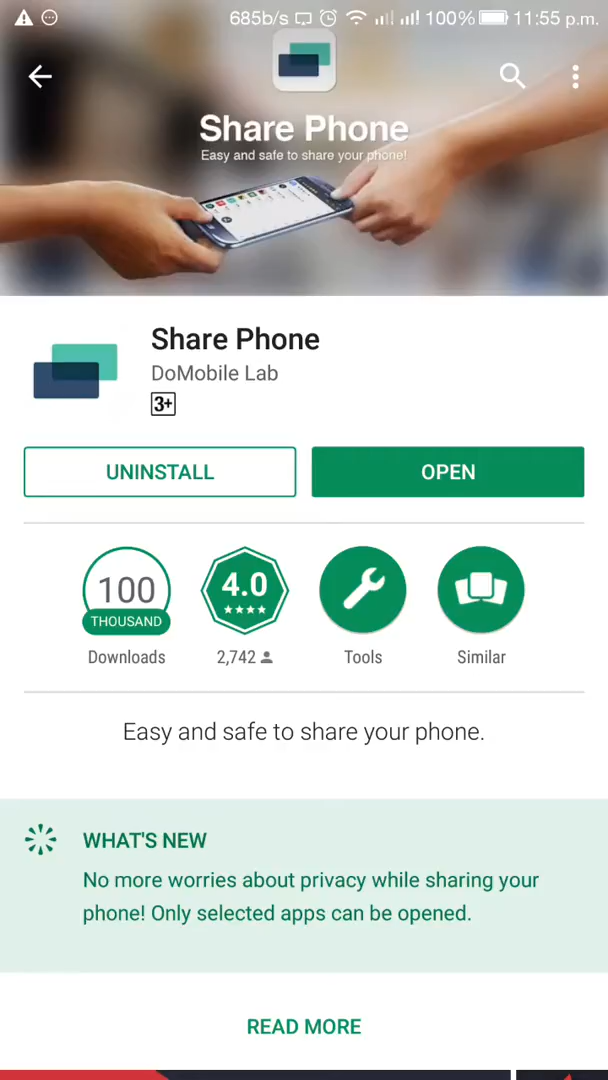 685b/s 100% 11:55 p.m.
Share Phone
Easy and safe to share your phone!
Share Phone
DoMobile Lab
3+
UNINSTALL
OPEN
100
THOUSAND
4.0
Downloads
2,742
Tools
Similar
Easy and safe to share your phone.
WHAT'S NEW
No more worries about privacy while sharing your
phone! Only selected apps can be opened.
READ MORE